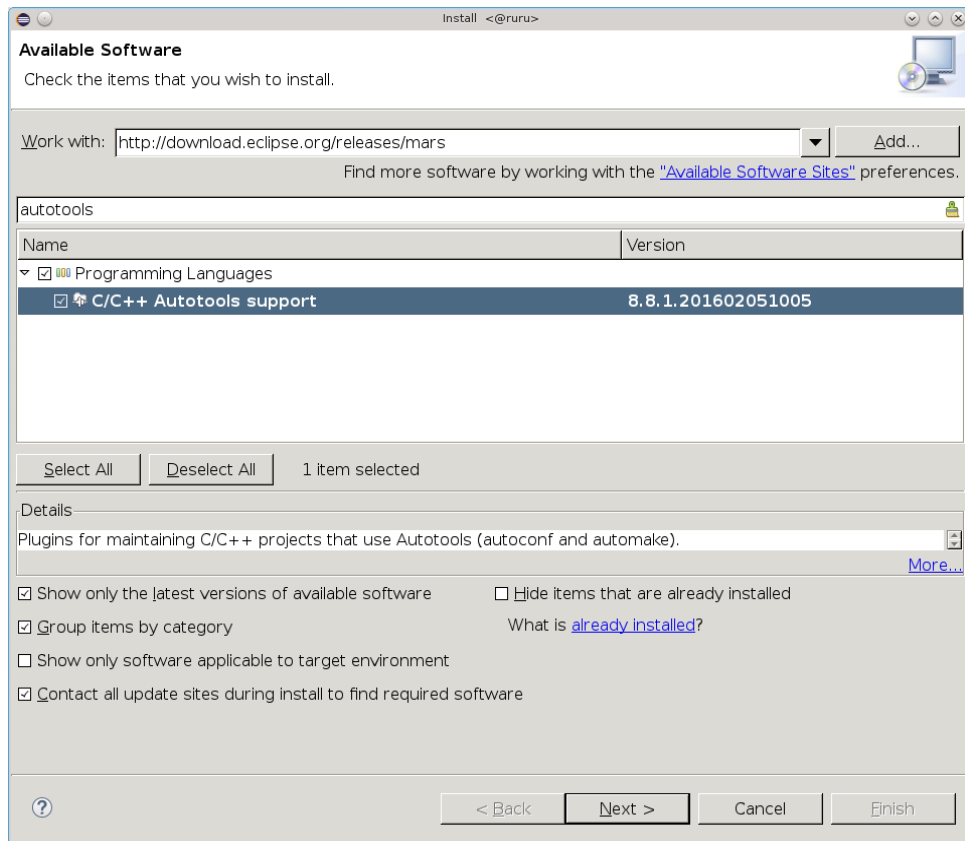 Install <@ruru>
Available Software
Check the items that you wish to install.
Work with: http://download.eclipse.org/releases/mars Add...
Find more software by working with the "Available Software Sites" preferences.
autotools
Name Version
Programming Languages
C/C++ Autotools support 8.8.1.201602051005
Select All Deselect All 1 item selected
Details
Plugins for maintaining C/C++ projects that use Autotools (autoconf and automake).
More...
Show only the latest versions of available software Hide items that are already installed
Group items by category What is already installed?
Show only software applicable to target environment
Contact all update sites during install to find required software
? < Back Next > Cancel Finish